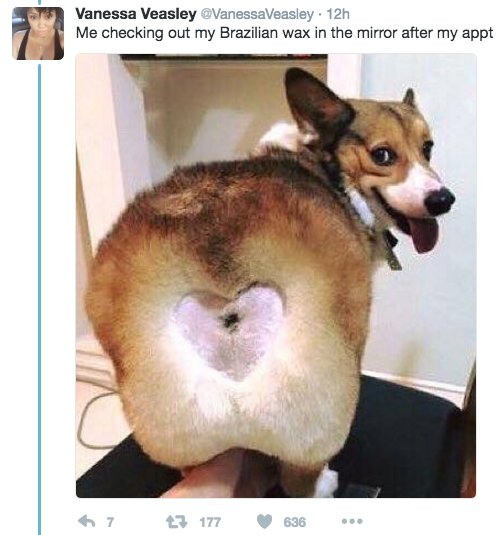 Vanessa Veasley @VanessaVeasley · 12h
Me checking out my Brazilian wax in the mirror after my appt
7 177 636